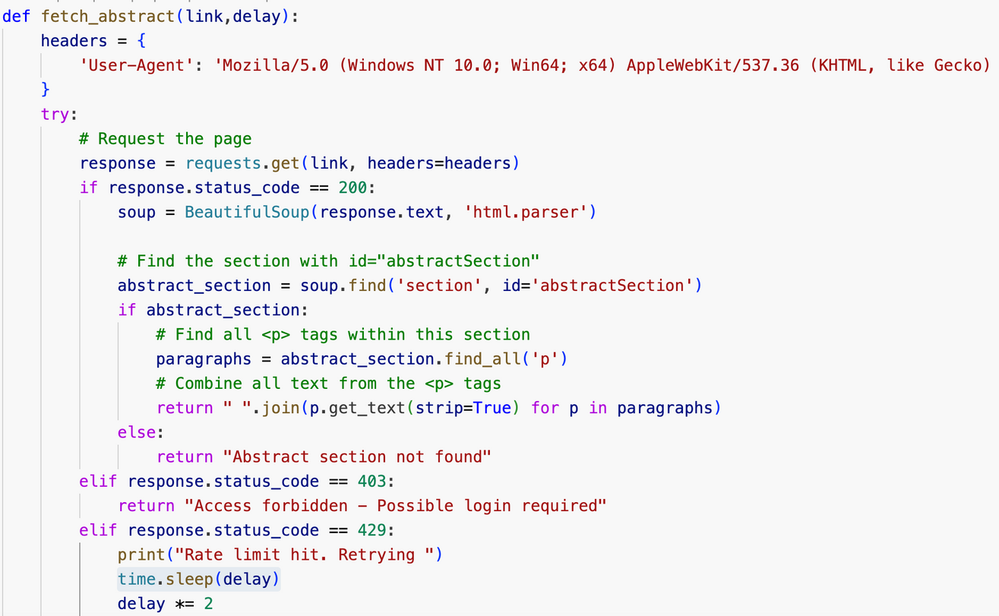 def fetch_abstract(link,delay):
    headers = {
        'User-Agent': 'Mozilla/5.0 (Windows NT 10.0; Win64; x64) AppleWebKit/537.36 (KHTML, like Gecko)
    }
    try:
        # Request the page
        response = requests.get(link, headers=headers)
        if response.status_code == 200:
            soup = BeautifulSoup(response.text, 'html.parser')

            # Find the section with id="abstractSection"
            abstract_section = soup.find('section', id='abstractSection')
            if abstract_section:
                # Find all <p> tags within this section
                paragraphs = abstract_section.find_all('p')
                # Combine all text from the <p> tags
                return " ".join(p.get_text(strip=True) for p in paragraphs)
            else:
                return "Abstract section not found"
        elif response.status_code == 403:
            return "Access forbidden – Possible login required"
        elif response.status_code == 429:
            print("Rate limit hit. Retrying ")
            time.sleep(delay)
            delay *= 2